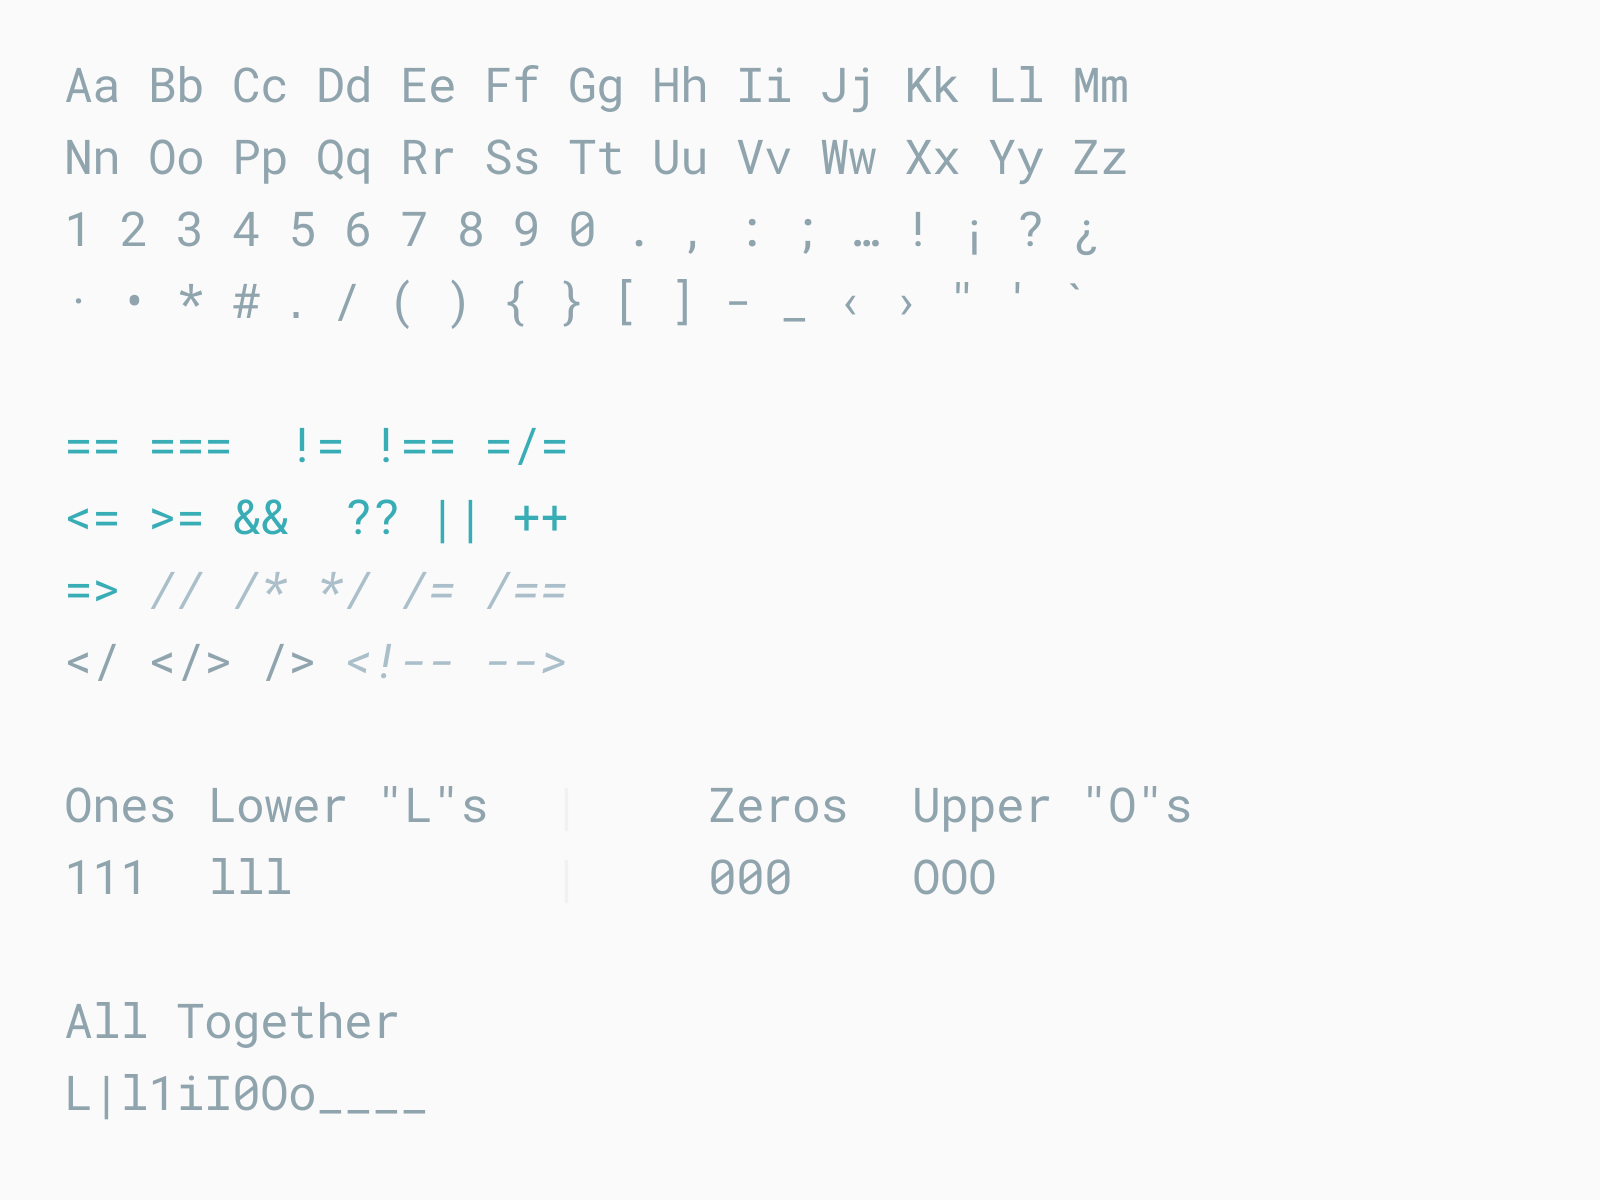 Aa Bb Cc Dd Ee Ff Gg Hh Ii Jj Kk Ll Mm
Nn Oo Pp Qq Rr Ss Tt Uu Vv Ww Xx Yy Zz
1 2 3 4 5 6 7 8 9 0 . , : ; … ! ¡ ? ¿
· • * # . / ( ) { } [ ] - _ ‹ › " ' `
== ===  != !== =/=
<= >= &&  ?? || ++
=> // /* */ /= /==
</ </> /> <!-- -->
Ones Lower "L"s  |    Zeros  Upper "O"s
111  lll         |    000    OOO
All Together
L|l1iI0Oo____